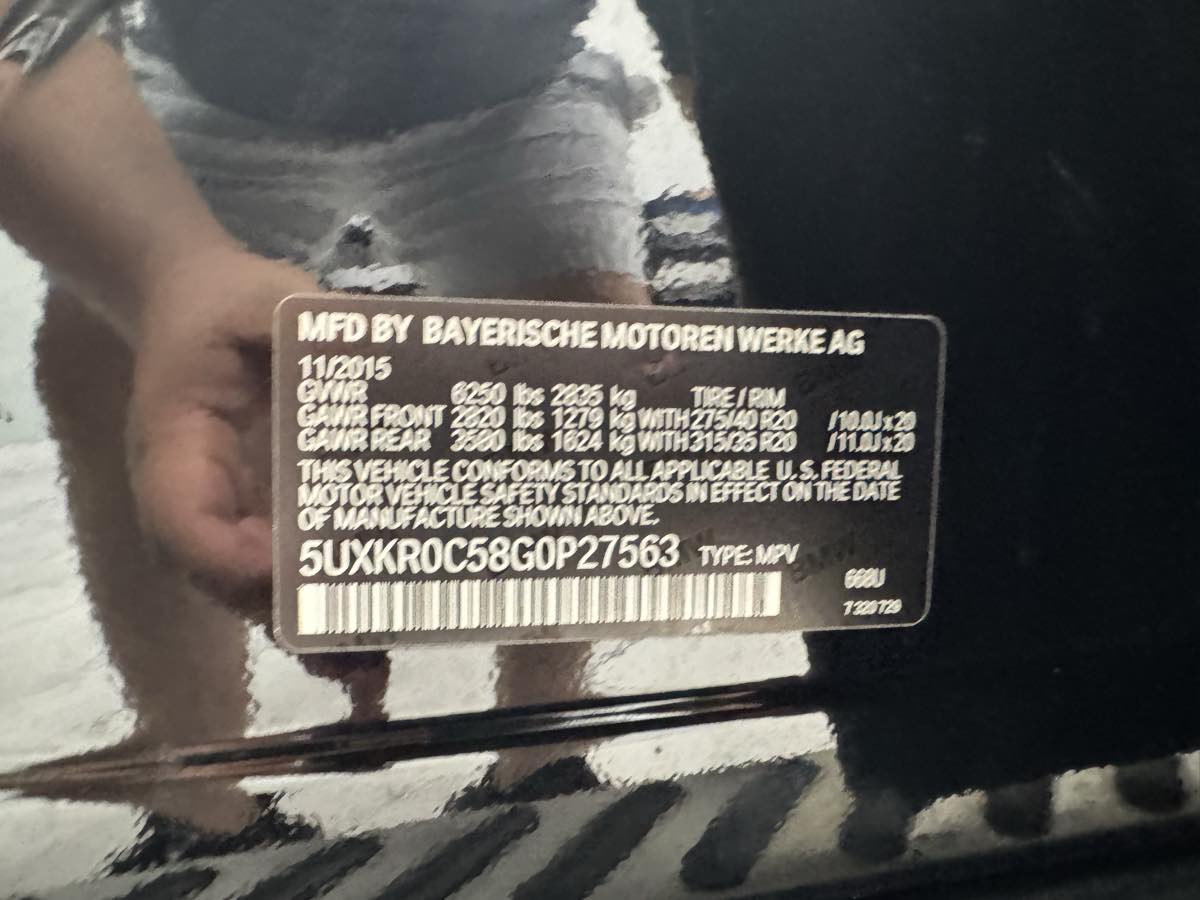 MFD BY BAYERISCHE MOTOREN WERKE AG
11/2015
GVWR 6250 lbs 2835 kg TIRE / RIM
GAWR FRONT 2820 lbs 1279 kg WITH 275/40 R20 /10.0J x 20
GAWR REAR 3580 lbs 1624 kg WITH 315/35 R20 /11.0J x 20
THIS VEHICLE CONFORMS TO ALL APPLICABLE U.S. FEDERAL
MOTOR VEHICLE SAFETY STANDARDS IN EFFECT ON THE DATE
OF MANUFACTURE SHOWN ABOVE.
5UXKR0C58G0P27563 TYPE: MPV
668U
7 320 729